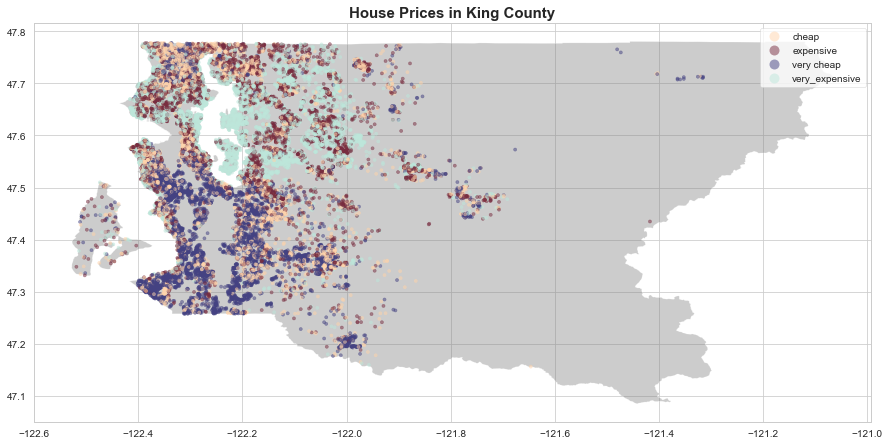 House Prices in King County
cheap
expensive
very cheap
very_expensive
47.8
47.7
47.6
47.5
47.4
47.3
47.2
47.1
−122.6 −122.4 −122.2 −122.0 −121.8 −121.6 −121.4 −121.2 −121.0